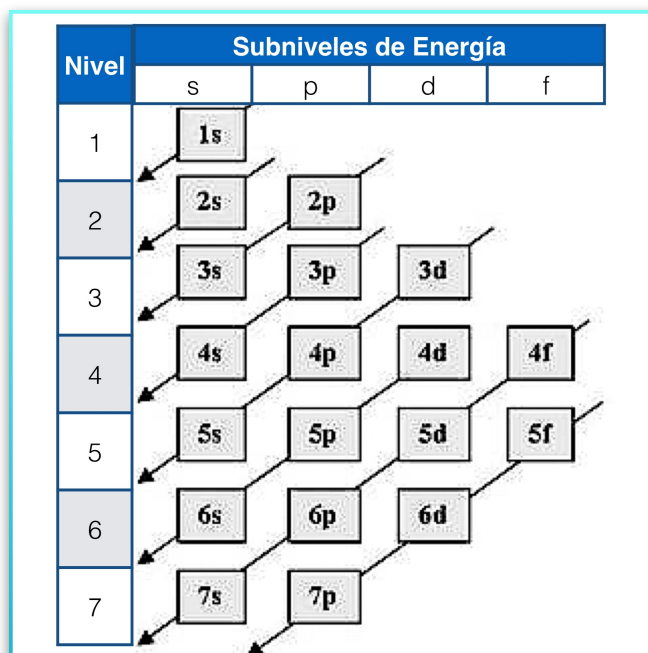 Nivel Subniveles de Energía
s p d f
1 1s
2 2s 2p
3 3s 3p 3d
4 4s 4p 4d 4f
5 5s 5p 5d 5f
6 6s 6p 6d
7 7s 7p